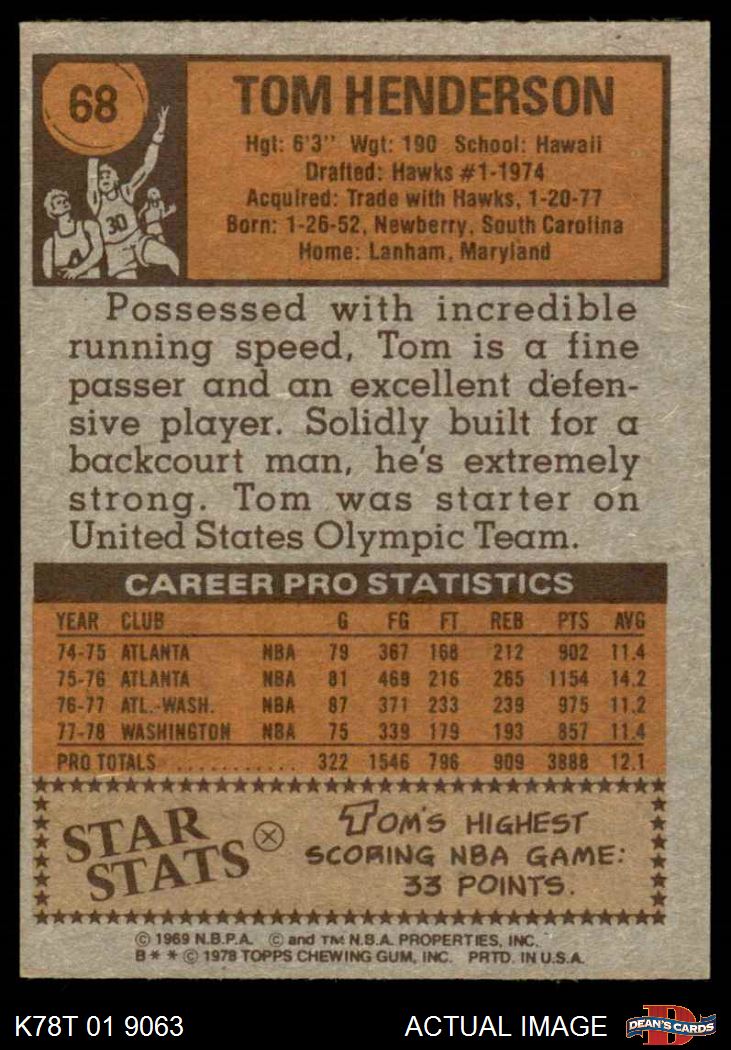 68
TOM HENDERSON
Hgt: 6'3" Wgt: 190 School: Hawaii
Drafted: Hawks #1-1974
Acquired: Trade with Hawks, 1-20-77
Born: 1-26-52, Newberry, South Carolina
Home: Lanham, Maryland
30
Possessed with incredible
running speed, Tom is a fine
passer and an excellent defen-
sive player. Solidly built for a
backcourt man, he's extremely
strong. Tom was starter on
United States Olympic Team.
CAREER PRO STATISTICS
YEAR CLUB G FG FT REB PTS AVG
74-75 ATLANTA NBA 79 367 168 212 902 11.4
75-76 ATLANTA NBA 81 469 216 265 1154 14.2
76-77 ATL.-WASH. NBA 87 371 233 239 975 11.2
77-78 WASHINGTON NBA 75 339 179 193 857 11.4
PRO TOTALS ............ 322 1546 796 909 3888 12.1
STAR
STATS
TOM'S HIGHEST
SCORING NBA GAME:
33 POINTS.
© 1969 N.B.P.A. © and TM N.B.A. PROPERTIES, INC.
B * * © 1978 TOPPS CHEWING GUM, INC. PRTD. IN U.S.A.
K78T 01 9063
ACTUAL IMAGE
D
DEAN'S CARDS